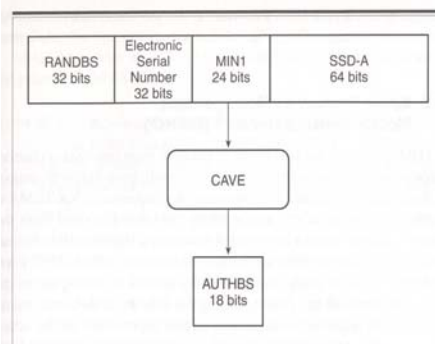 RANDBS
32 bits
Electronic
Serial
Number
32 bits
MIN1
24 bits
SSD-A
64 bits
CAVE
AUTHBS
18 bits